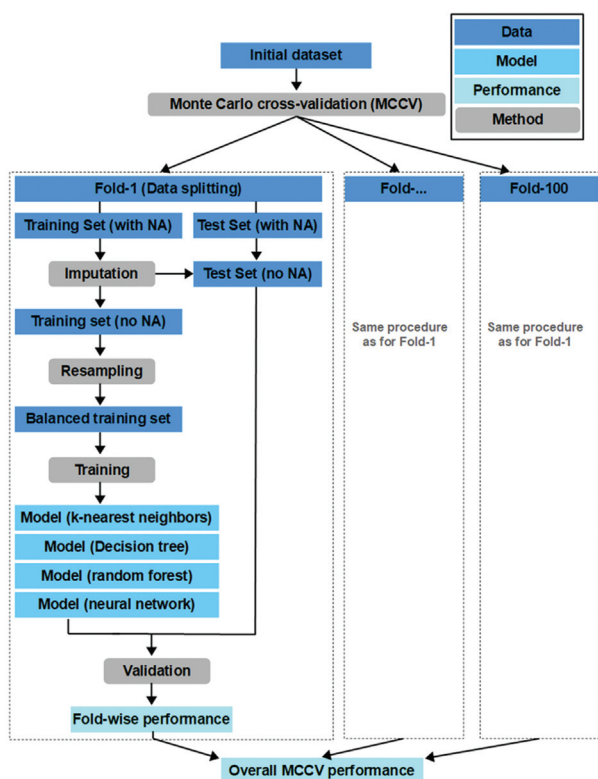 Data
Model
Performance
Method
Initial dataset
Monte Carlo cross-validation (MCCV)
Fold-1 (Data splitting)
Training Set (with NA)
Test Set (with NA)
Imputation
Test Set (no NA)
Training set (no NA)
Resampling
Balanced training set
Training
Model (k-nearest neighbors)
Model (Decision tree)
Model (random forest)
Model (neural network)
Validation
Fold-wise performance
Fold-...
Same procedure
as for Fold-1
Fold-100
Same procedure
as for Fold-1
Overall MCCV performance